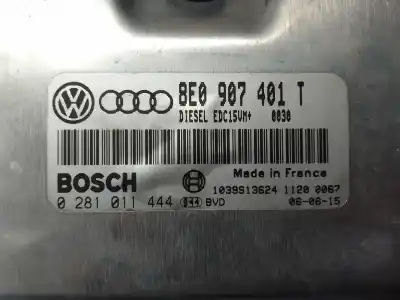 8E0 907 401 T
DIESEL EDC15VM+ 0030
BOSCH
Made in France
1039S13624 1120 0067
0 281 011 444 BVD 06-06-15